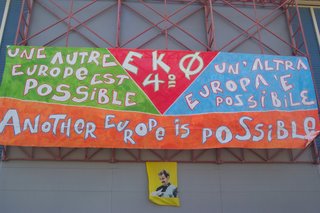 UNE AUTRE
EUROPE EST
POSSIBLE
EKØ
4º
UN'ALTRA
EUROPA È
POSSIBILE
ANOTHER EUROPE iS POSSIBLE